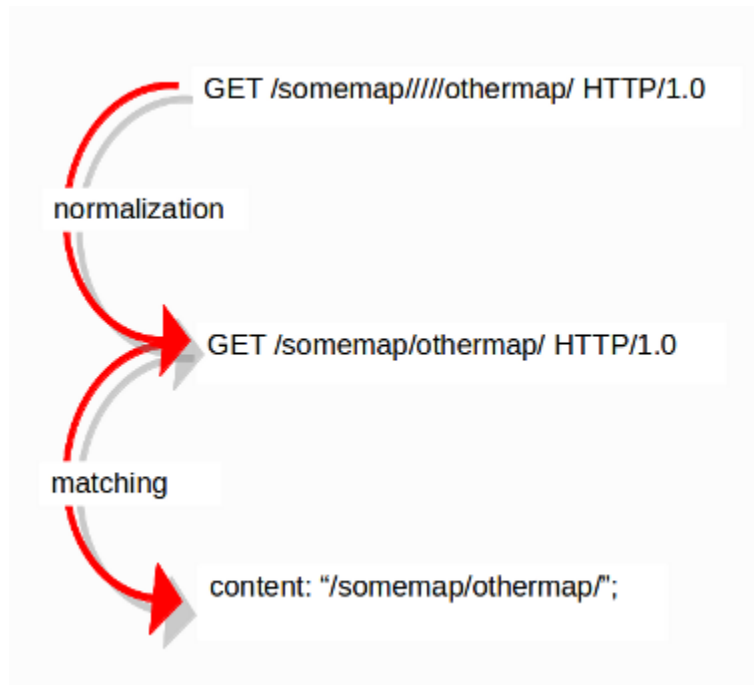 GET /somemap/////othermap/ HTTP/1.0
normalization
GET /somemap/othermap/ HTTP/1.0
matching
content: “/somemap/othermap/”;